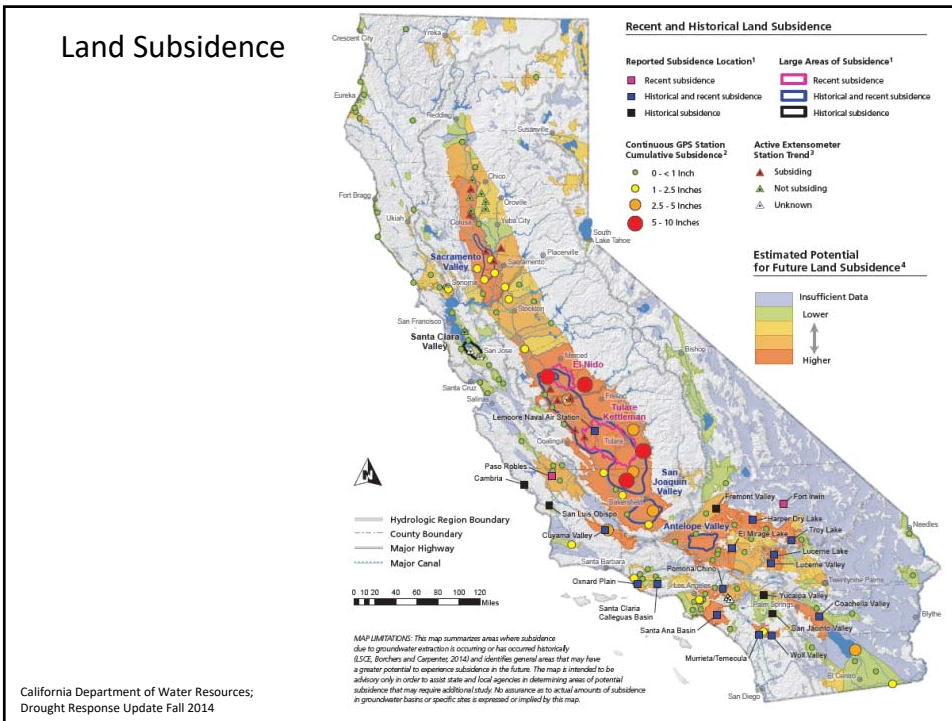 Land Subsidence
Recent and Historical Land Subsidence
Reported Subsidence Location¹
Recent subsidence
Historical and recent subsidence
Historical subsidence
Large Areas of Subsidence¹
Recent subsidence
Historical and recent subsidence
Historical subsidence
Continuous GPS Station
Cumulative Subsidence²
0 - < 1 Inch
1 - 2.5 Inches
2.5 - 5 Inches
5 - 10 Inches
Active Extensometer
Station Trend³
Subsiding
Not subsiding
Unknown
Estimated Potential
for Future Land Subsidence⁴
Insufficient Data
Lower
Higher
Crescent City
Yreka
Eureka
Redding
Susanville
Chico
Fort Bragg
Oroville
Ukiah
Colusa
Yuba City
South
Lake Tahoe
Placerville
Sacramento
Valley
Sacramento
Sonoma
Stockton
San Francisco
Santa Clara
Valley
San Jose
Bishop
Merced
El Nido
Santa Cruz
Salinas
Fresno
Lemoore Naval Air Station
Tulare
Kettleman
Coalinga
Tulare
Paso Robles
Cambria
San
Joaquin
Valley
Bakersfield
Fremont Valley
Fort Irwin
San Luis Obispo
Antelope Valley
Harper Dry Lake
Needles
Cuyama Valley
El Mirage Lake
Troy Lake
Lucerne Lake
Lucerne Valley
Santa Barbara
Pomona/Chino
Twentynine Palms
Oxnard Plain
Los Angeles
Yucaipa Valley
Palm Springs
Coachella Valley
Blythe
Santa Claria
Calleguas Basin
San Jacinto Valley
Santa Ana Basin
Wolf Valley
Murrieta/Temecula
El Centro
San Diego
Hydrologic Region Boundary
County Boundary
Major Highway
Major Canal
0 10 20 40 60 80 100 120
Miles
MAP LIMITATIONS: This map summarizes areas where subsidence
due to groundwater extraction is occurring or has occurred historically
(LSCE, Borchers and Carpenter, 2014) and identifies general areas that may have
a greater potential to experience subsidence in the future. The map is intended to be
advisory only in order to assist state and local agencies in determining areas of potential
subsidence that may require additional study. No assurance as to actual amounts of subsidence
in groundwater basins or specific sites is expressed or implied by this map.
California Department of Water Resources;
Drought Response Update Fall 2014